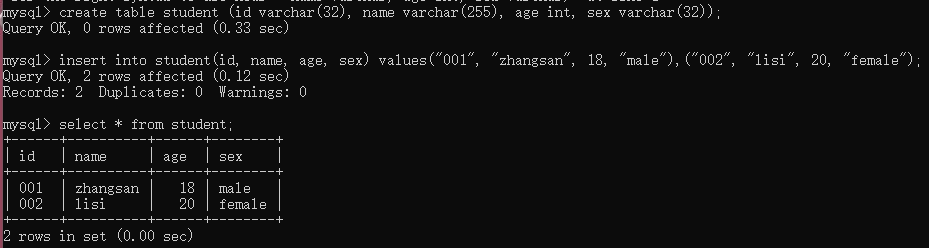 mysql> create table student (id varchar(32), name varchar(255), age int, sex varchar(32));
Query OK, 0 rows affected (0.33 sec)
mysql> insert into student(id, name, age, sex) values("001", "zhangsan", 18, "male"),("002", "lisi", 20, "female");
Query OK, 2 rows affected (0.12 sec)
Records: 2  Duplicates: 0  Warnings: 0
mysql> select * from student;
+------+----------+------+--------+
| id   | name     | age  | sex    |
+------+----------+------+--------+
| 001  | zhangsan |   18 | male   |
| 002  | lisi     |   20 | female |
+------+----------+------+--------+
2 rows in set (0.00 sec)